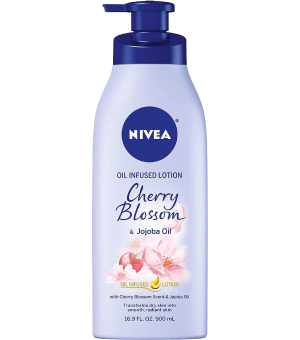 NIVEA
OIL INFUSED LOTION
Cherry
Blossom
& Jojoba Oil
OIL INFUSED LOTION
with Cherry Blossom Scent & Jojoba Oil
Transforms dry skin into
smooth, radiant skin
16.9 FL. OZ. 500 mL